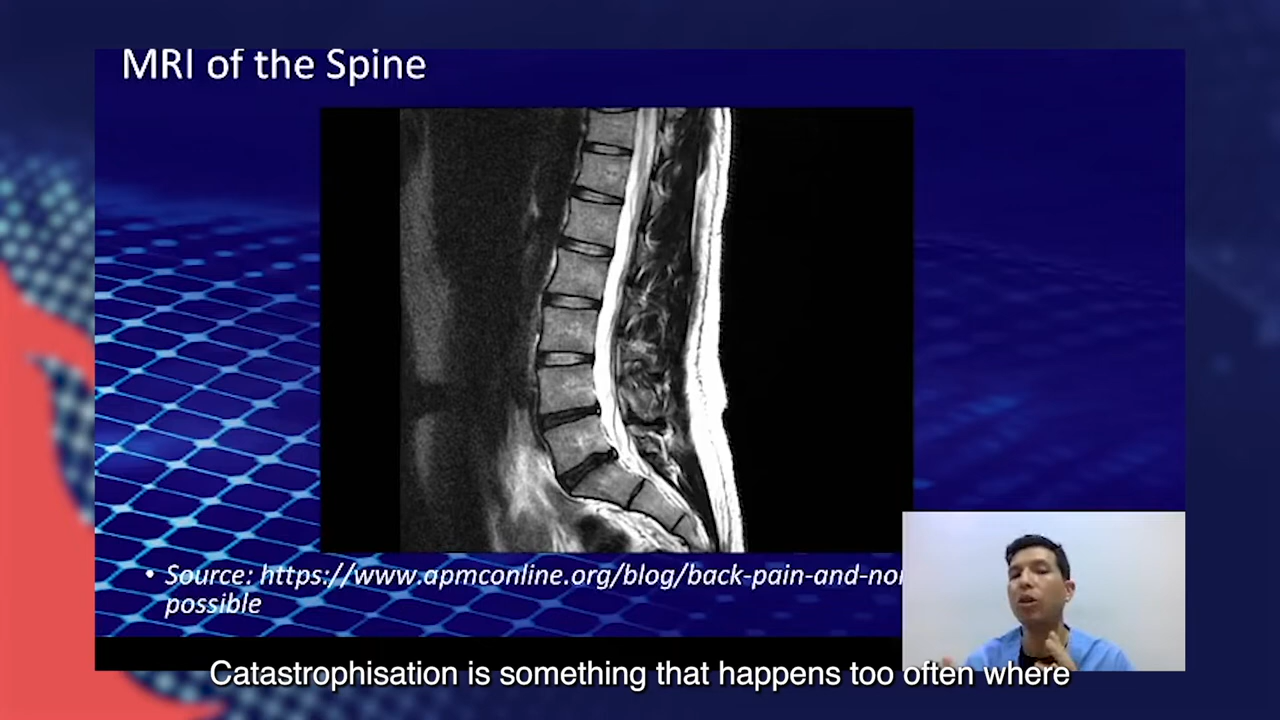 MRI of the Spine
• Source: https://www.apmconline.org/blog/back-pain-and-
possible
Catastrophisation is something that happens too often where